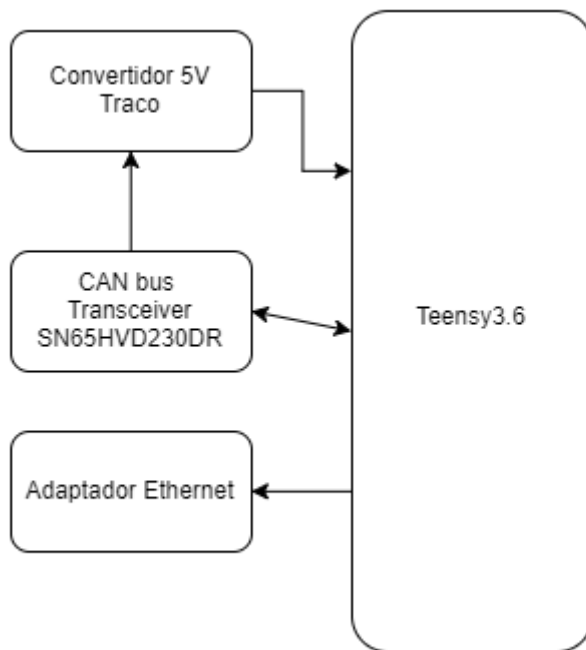 Convertidor 5V
Traco
CAN bus
Transceiver
SN65HVD230DR
Teensy3.6
Adaptador Ethernet